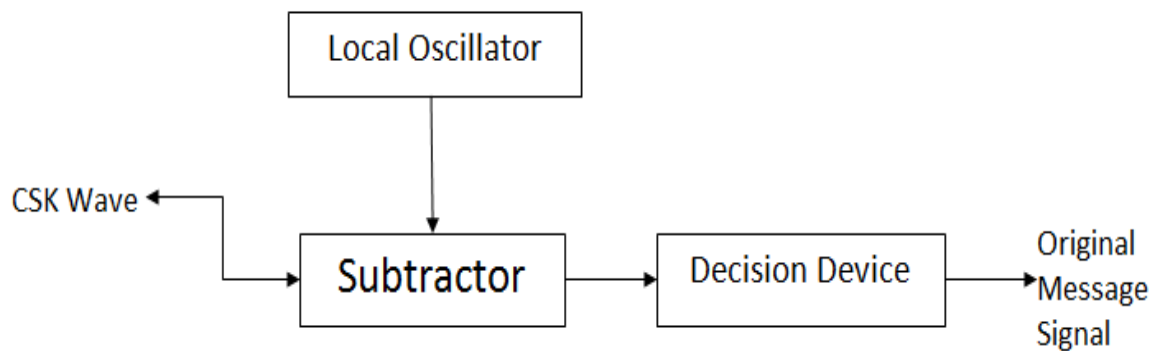 Local Oscillator
CSK Wave
Subtractor
Decision Device
Original
Message
Signal